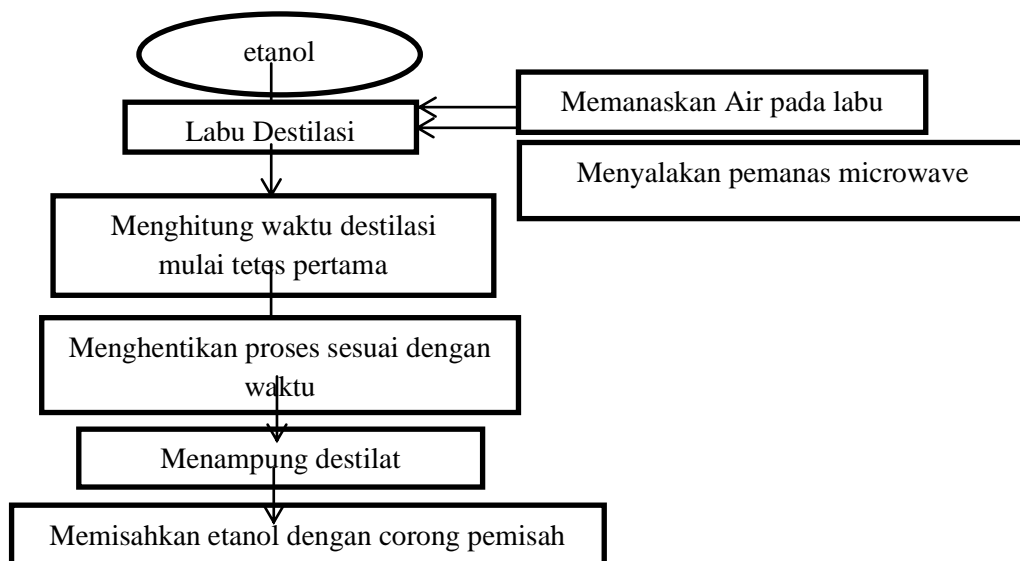 etanol
Memanaskan Air pada labu
Labu Destilasi
Menyalakan pemanas microwave
Menghitung waktu destilasi
mulai tetes pertama
Menghentikan proses sesuai dengan
waktu
Menampung destilat
Memisahkan etanol dengan corong pemisah